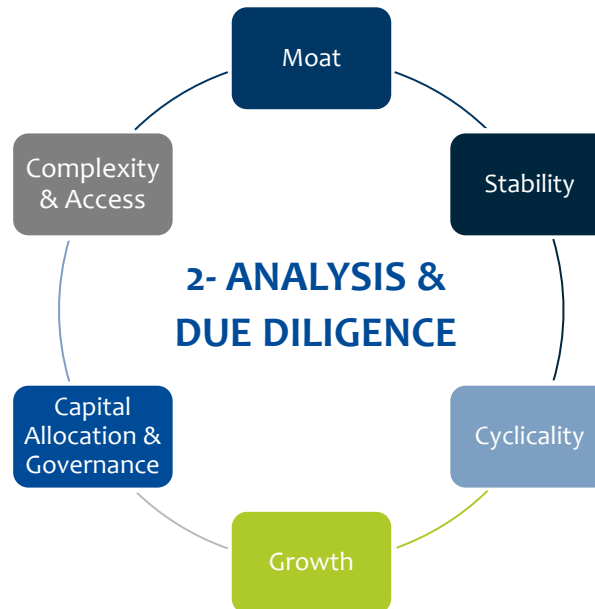 Moat
Stability
Cyclicality
Growth
Capital
Allocation &
Governance
Complexity
& Access
2- ANALYSIS &
DUE DILIGENCE